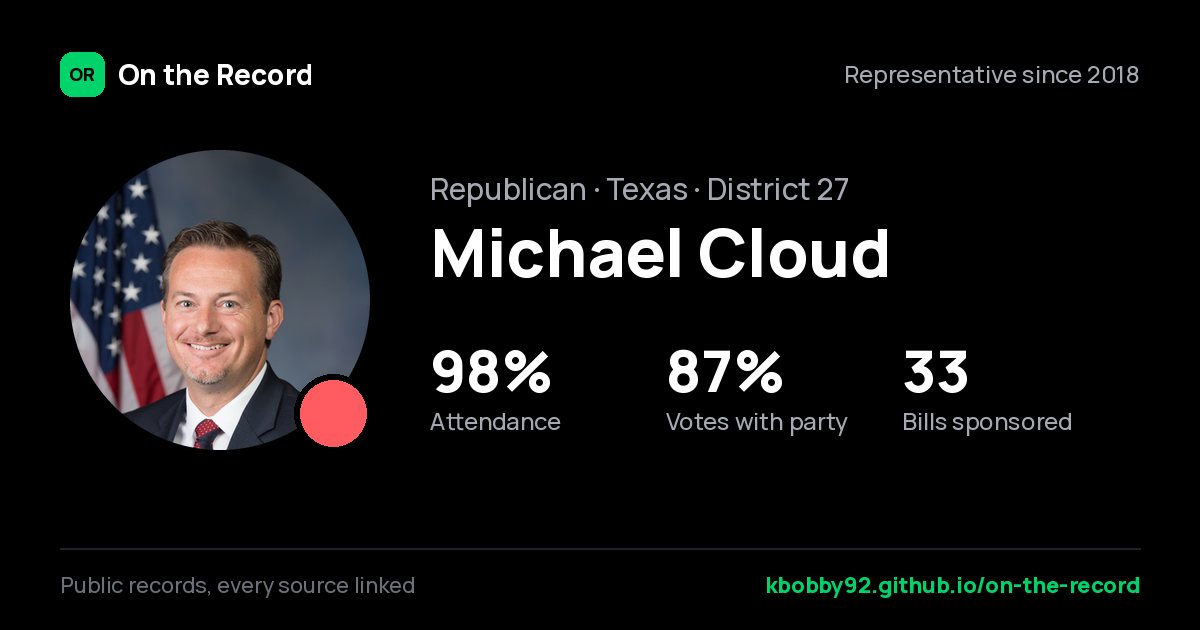 OR
On the Record
Representative since 2018
Republican · Texas · District 27
Michael Cloud
98%
Attendance
87%
Votes with party
33
Bills sponsored
Public records, every source linked
kbobby92.github.io/on-the-record